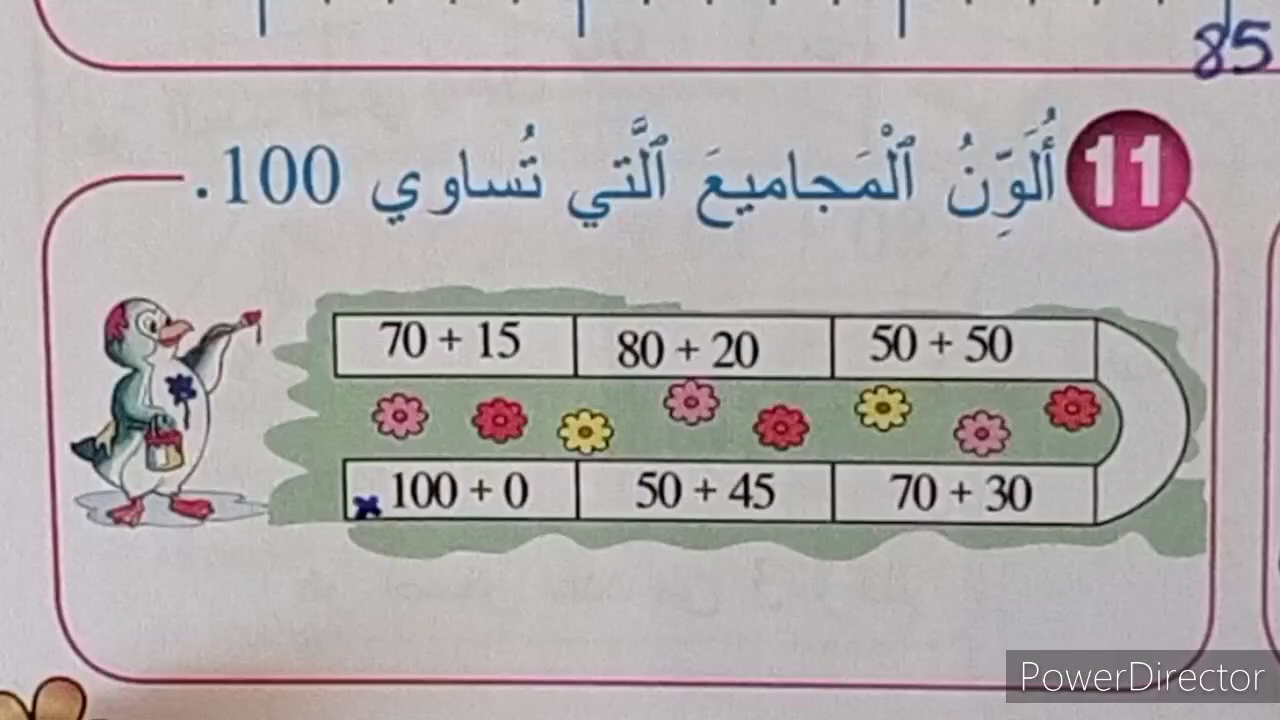 85
11 أُلَوِّنُ ٱلْمَجاميعَ ٱلَّتي تُساوي 100.
70 + 15 80 + 20 50 + 50
100 + 0 50 + 45 70 + 30
PowerDirector